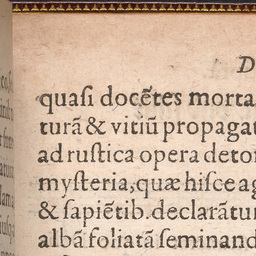 D
quasi docẽtes morta
turã & vitiũ propagat
ad rustica opera detor
mysteria, quæ hisce ag
& sapiẽtib. declarãtur
albã foliatã seminand